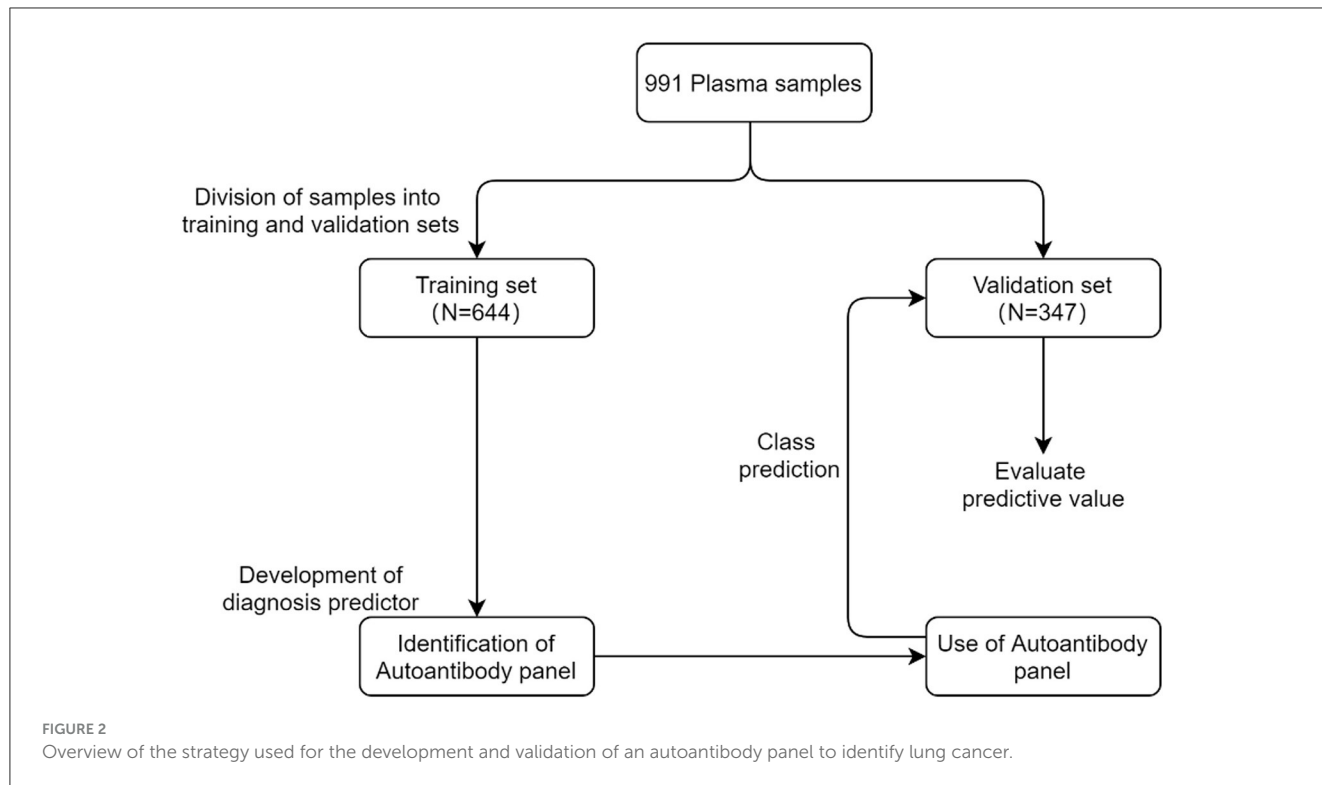 991 Plasma samples
Division of samples into
training and validation sets
Training set
(N=644)
Validation set
(N=347)
Class
prediction
Evaluate
predictive value
Development of
diagnosis predictor
Identification of
Autoantibody panel
Use of Autoantibody
panel
FIGURE 2
Overview of the strategy used for the development and validation of an autoantibody panel to identify lung cancer.